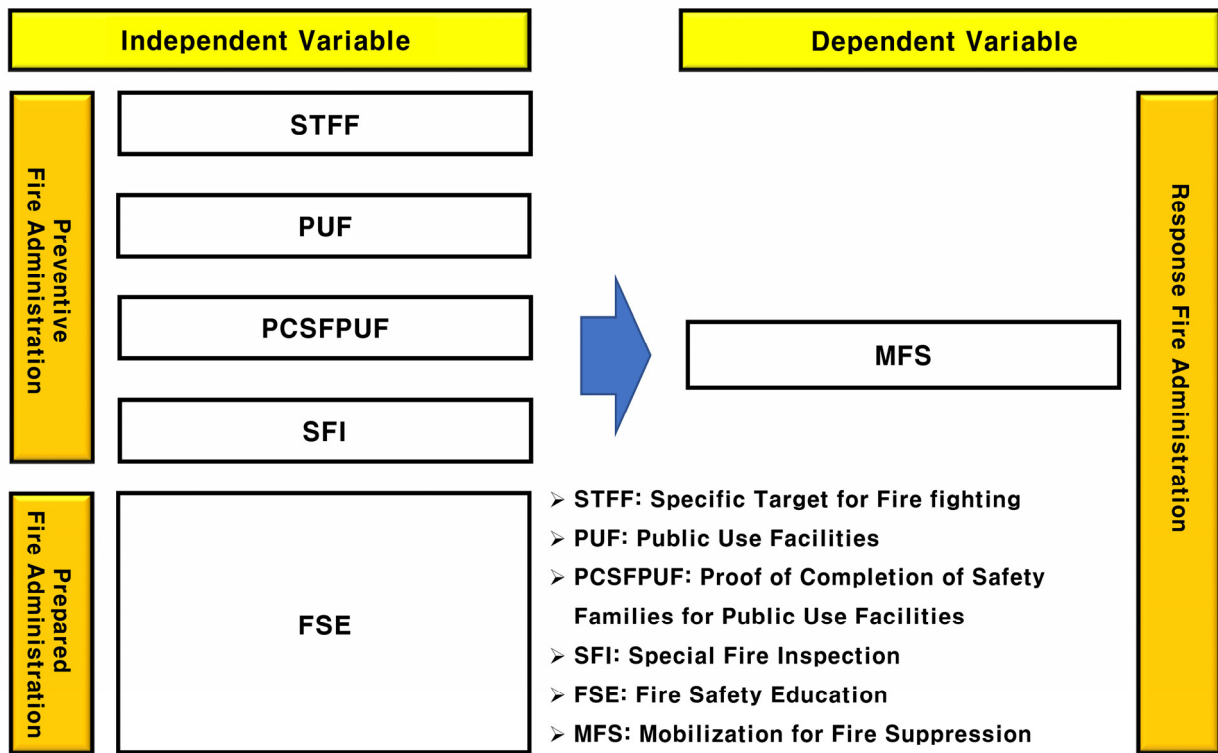 Independent Variable
Dependent Variable
Preventive
Fire Administration
STFF
PUF
PCSFPUF
SFI
Prepared
Fire Administration
FSE
MFS
Response Fire Administration
➤ STFF: Specific Target for Fire fighting
➤ PUF: Public Use Facilities
➤ PCSFPUF: Proof of Completion of Safety
Families for Public Use Facilities
➤ SFI: Special Fire Inspection
➤ FSE: Fire Safety Education
➤ MFS: Mobilization for Fire Suppression